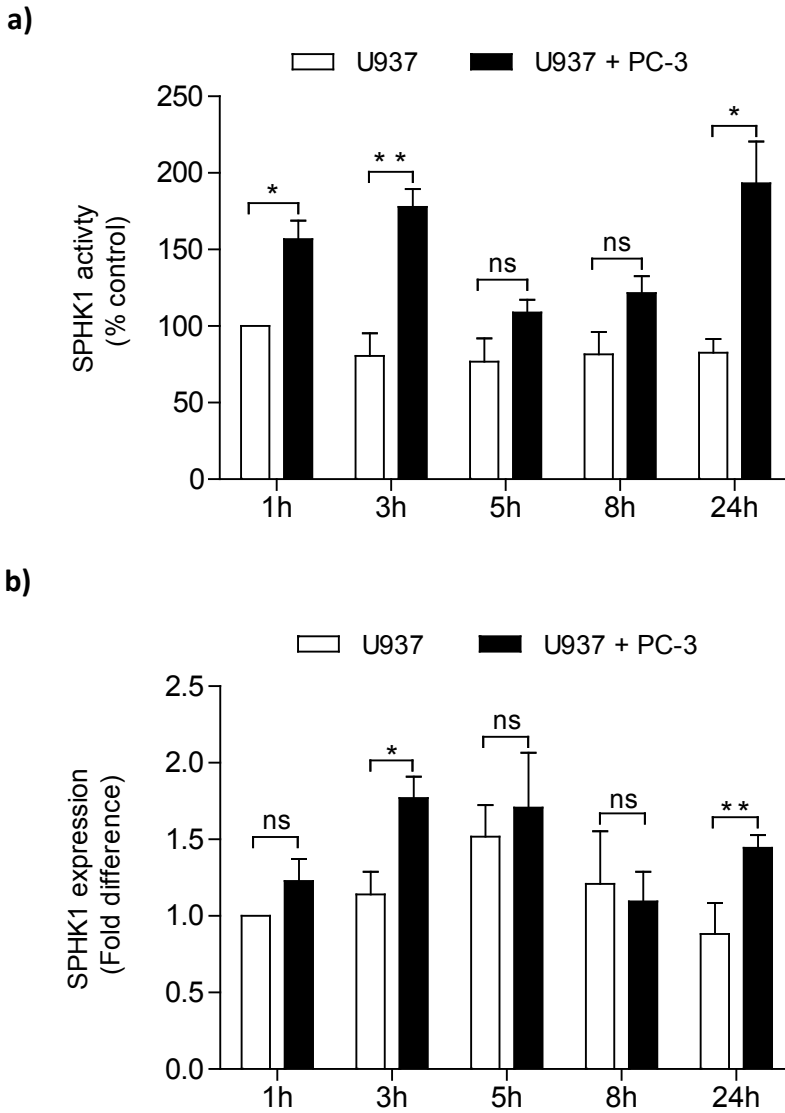 a)
U937 U937 + PC-3
SPHK1 activty
(% control)
250
200
150
100
50
0
*
* *
ns
ns
*
1h 3h 5h 8h 24h
b)
U937 U937 + PC-3
SPHK1 expression
(Fold difference)
2.5
2.0
1.5
1.0
0.5
0.0
ns
*
ns
ns
* *
1h 3h 5h 8h 24h